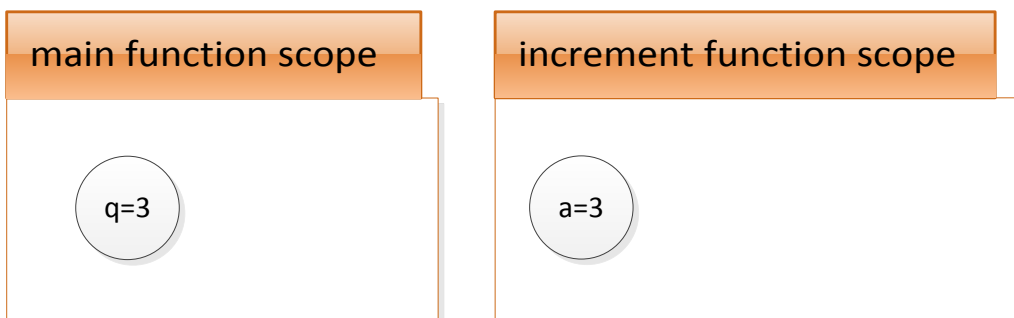 main function scope
increment function scope
q=3
a=3